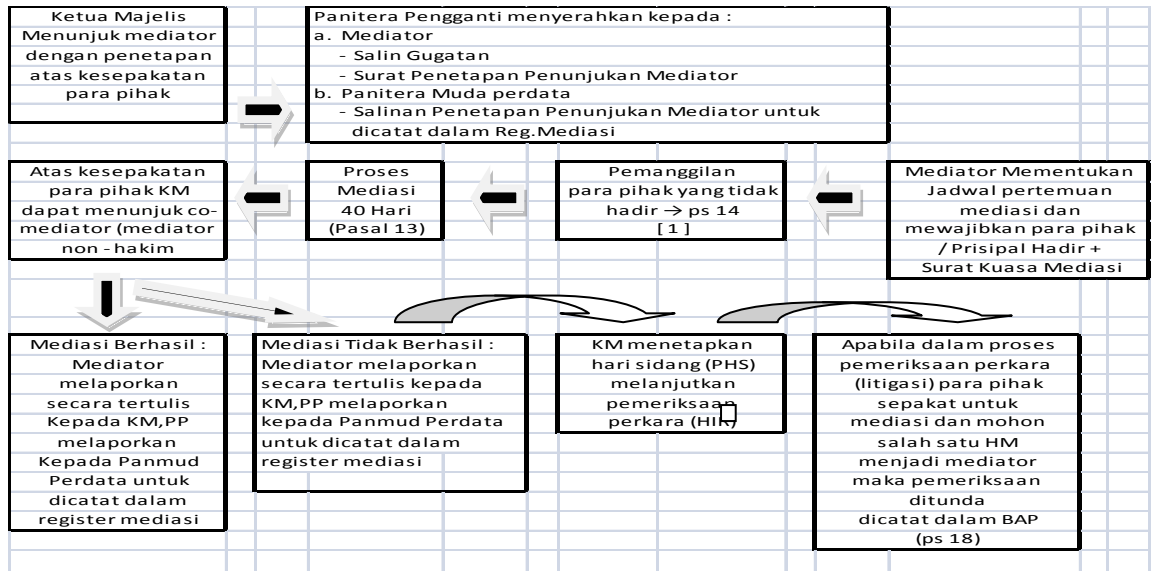 Ketua Majelis
Menunjuk mediator
dengan penetapan
atas kesepakatan
para pihak
Panitera Pengganti menyerahkan kepada :
a. Mediator
- Salin Gugatan
- Surat Penetapan Penunjukan Mediator
b. Panitera Muda perdata
- Salinan Penetapan Penunjukan Mediator untuk
dicatat dalam Reg.Mediasi
Atas kesepakatan
para pihak KM
dapat menunjuk co-
mediator (mediator
non - hakim
Proses
Mediasi
40 Hari
(Pasal 13)
Pemanggilan
para pihak yang tidak
hadir → ps 14
[ 1 ]
Mediator Mementukan
Jadwal pertemuan
mediasi dan
mewajibkan para pihak
/ Prisipal Hadir +
Surat Kuasa Mediasi
Mediasi Berhasil :
Mediator
melaporkan
secara tertulis
Kepada KM,PP
melaporkan
Kepada Panmud
Perdata untuk
dicatat dalam
register mediasi
Mediasi Tidak Berhasil :
Mediator melaporkan
secara tertulis kepada
KM,PP melaporkan
kepada Panmud Perdata
untuk dicatat dalam
register mediasi
KM menetapkan
hari sidang (PHS)
melanjutkan
pemeriksaan
perkara (HIR)
Apabila dalam proses
pemeriksaan perkara
(litigasi) para pihak
sepakat untuk
mediasi dan mohon
salah satu HM
menjadi mediator
maka pemeriksaan
ditunda
dicatat dalam BAP
(ps 18)